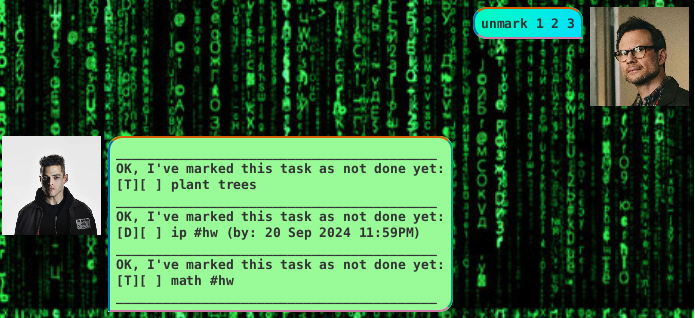 unmark 1 2 3
OK, I've marked this task as not done yet:
[T][ ] plant trees
OK, I've marked this task as not done yet:
[D][ ] ip #hw (by: 20 Sep 2024 11:59PM)
OK, I've marked this task as not done yet:
[T][ ] math #hw